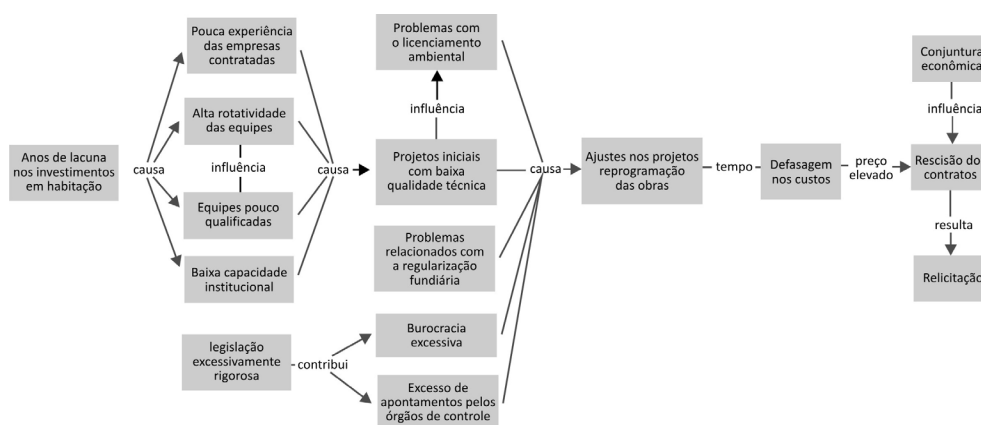 Anos de lacuna
nos investimentos
em habitação
causa
Pouca experiência
das empresas
contratadas
Alta rotatividade
das equipes
influência
Equipes pouco
qualificadas
Baixa capacidade
institucional
causa
legislação
excessivamente
rigorosa
contribui
Problemas com
o licenciamento
ambiental
influência
Projetos iniciais
com baixa
qualidade técnica
Problemas
relacionados com
a regularização
fundiária
Burocracia
excessiva
Excesso de
apontamentos pelos
órgãos de controle
causa
Ajustes nos projetos
reprogramação
das obras
tempo
Defasagem
nos custos
preço
elevado
Conjuntura
econômica
influência
Rescisão do
contratos
resulta
Relicitação